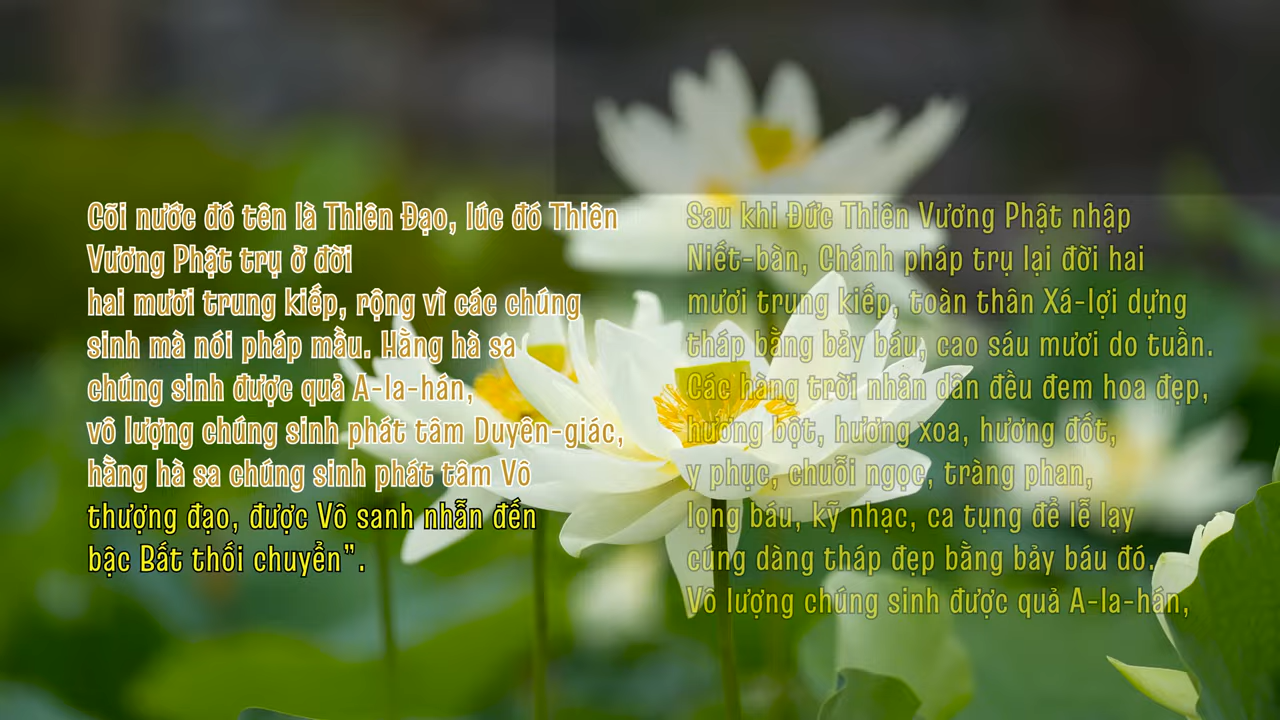 Cõi nước đó tên là Thiên Đạo, lúc đó Thiên
Vương Phật trụ ở đời
hai mươi trung kiếp, rộng vì các chúng
sinh mà nói pháp mầu. Hằng hà sa
chúng sinh được quả A-la-hán,
vô lượng chúng sinh phát tâm Duyên-giác,
hằng hà sa chúng sinh phát tâm Vô
thượng đạo, được Vô sanh nhẫn đến
bậc Bất thối chuyển”.
Sau khi Đức Thiên Vương Phật nhập
Niết-bàn, Chánh pháp trụ lại đời hai
mươi trung kiếp, toàn thân Xá-lợi dựng
tháp bằng bảy báu, cao sáu mươi do tuần.
Các hàng trời nhân dân đều đem hoa đẹp,
hương bột, hương xoa, hương đốt,
y phục, chuỗi ngọc, tràng phan,
lọng báu, kỹ nhạc, ca tụng để lễ lạy
cúng dàng tháp đẹp bằng bảy báu đó.
Vô lượng chúng sinh được quả A-la-hán,